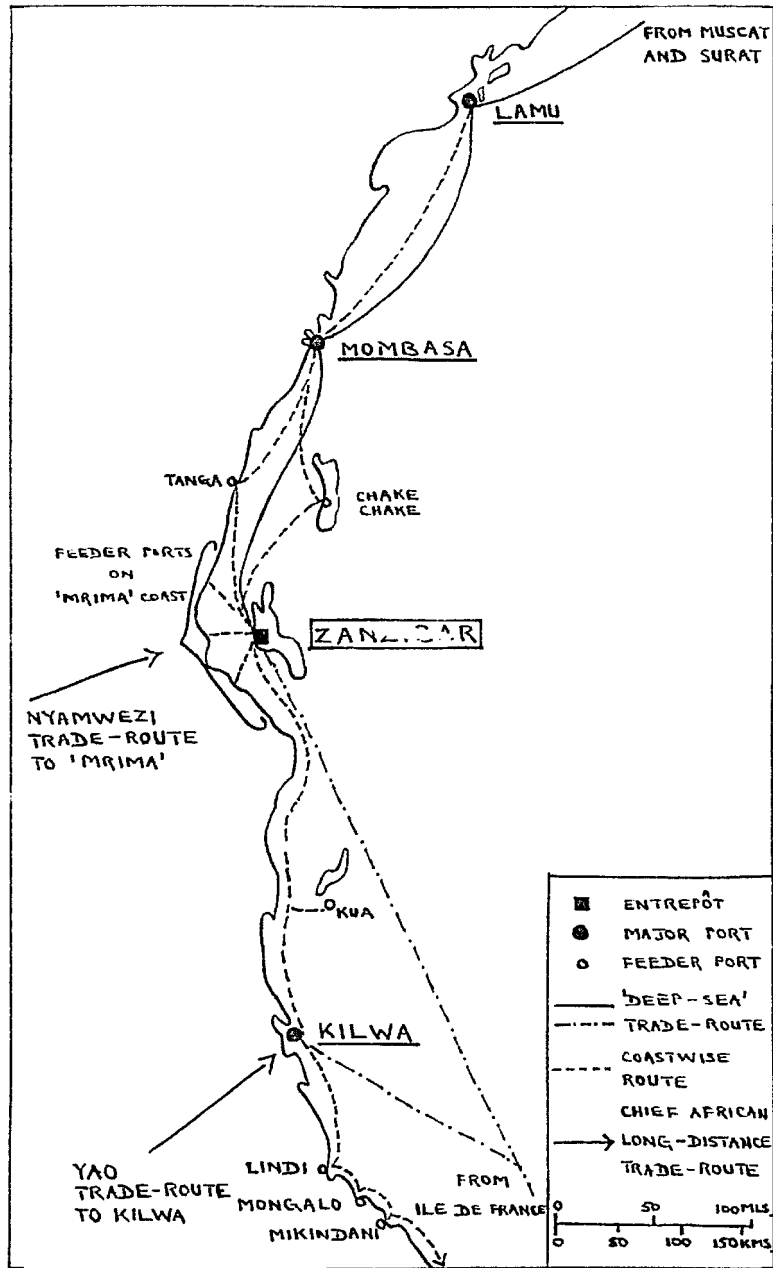 FROM MUSCAT
AND SURAT
LAMU
MOMBASA
TANGA
CHAKE
CHAKE
FEEDER PORTS
ON
'MRIMA' COAST
ZANZIBAR
NYAMWEZI
TRADE-ROUTE
TO 'MRIMA'
KUA
KILWA
YAO
TRADE-ROUTE
TO KILWA
LINDI
MONGALO
MIKINDANI
FROM
ILE DE FRANCE
ENTREPÔT
MAJOR PORT
FEEDER PORT
'DEEP-SEA'
TRADE-ROUTE
COASTWISE
ROUTE
CHIEF AFRICAN
LONG-DISTANCE
TRADE-ROUTE
0 50 100MLS
0 50 100 150KMS